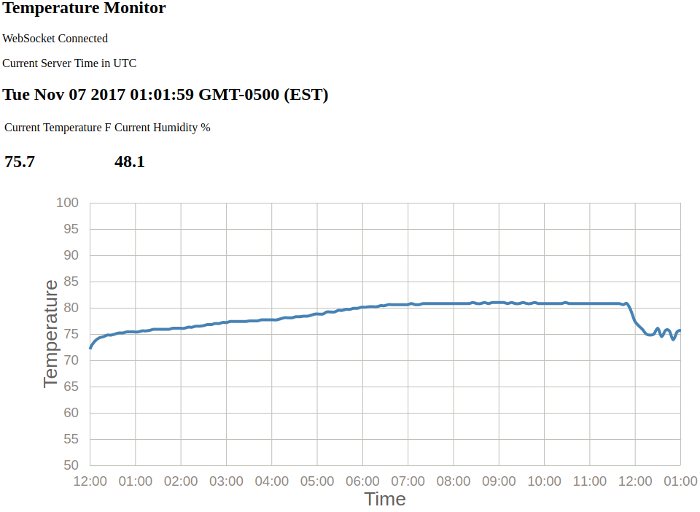 Temperature Monitor
WebSocket Connected
Current Server Time in UTC
Tue Nov 07 2017 01:01:59 GMT-0500 (EST)
Current Temperature F Current Humidity %
75.7 48.1
100
95
90
85
80
75
70
65
60
55
50
Temperature
12:00 01:00 02:00 03:00 04:00 05:00 06:00 07:00 08:00 09:00 10:00 11:00 12:00 01:00
Time